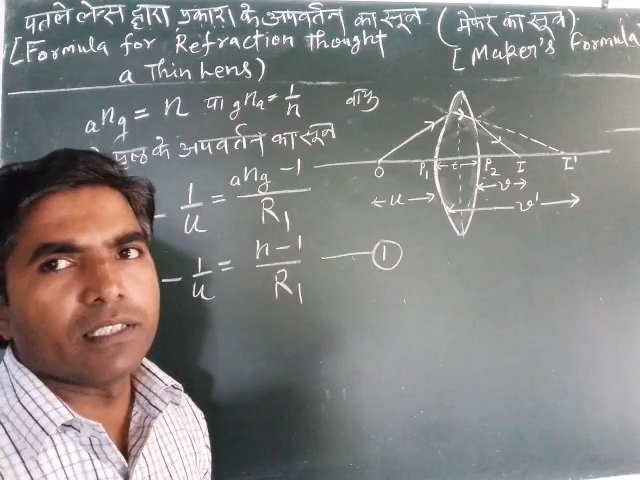 पतले लेन्स द्वारा प्रकाश के अपवर्तन का सूत्र (मेकर का सूत्र)
[Formula for Refraction thought
a Thin Lens)
[Maker's Formula
ang = n या gna = 1/n
वायु
पृष्ठ के अपवर्तन का सूत्र
- 1/u = ang -1 / R1
- 1/u = n-1 / R1 —— ①
O P1 t P2 I I'
u v
v'